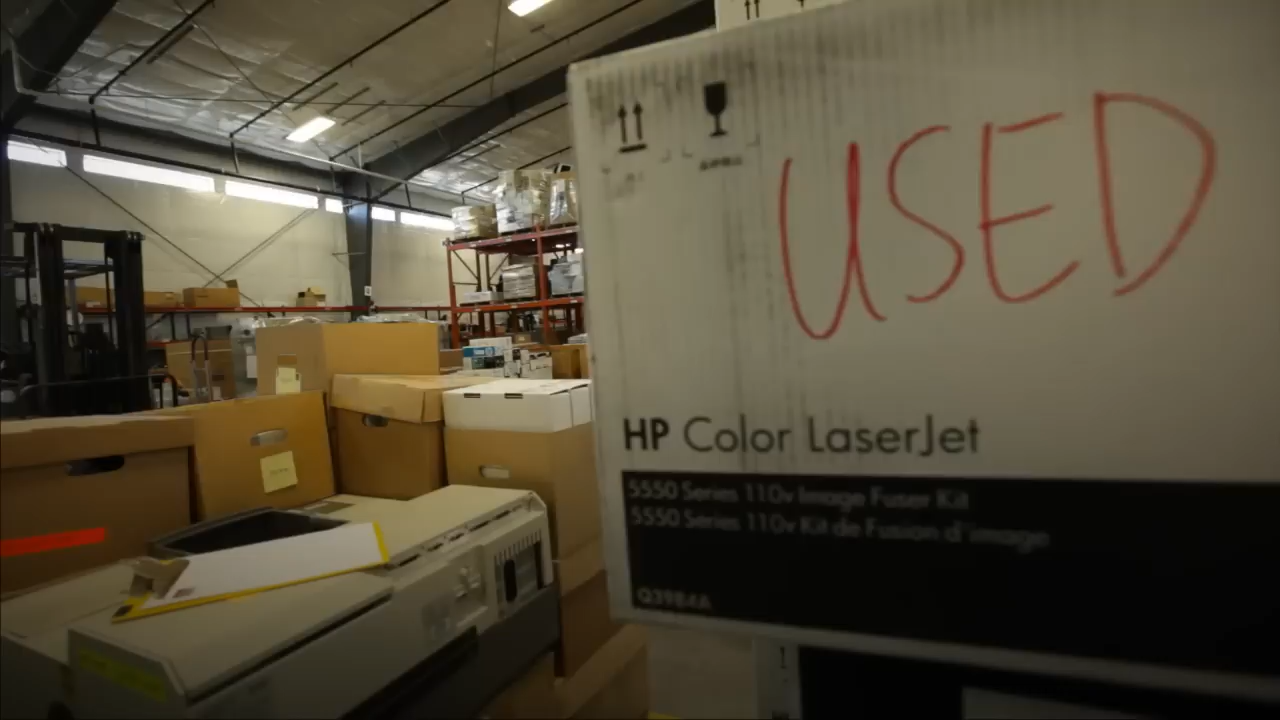 USED
HP Color LaserJet
5550 Series 110v Image Fuser Kit
5550 Series 110v Kit de Fusion d'image
Q3984A